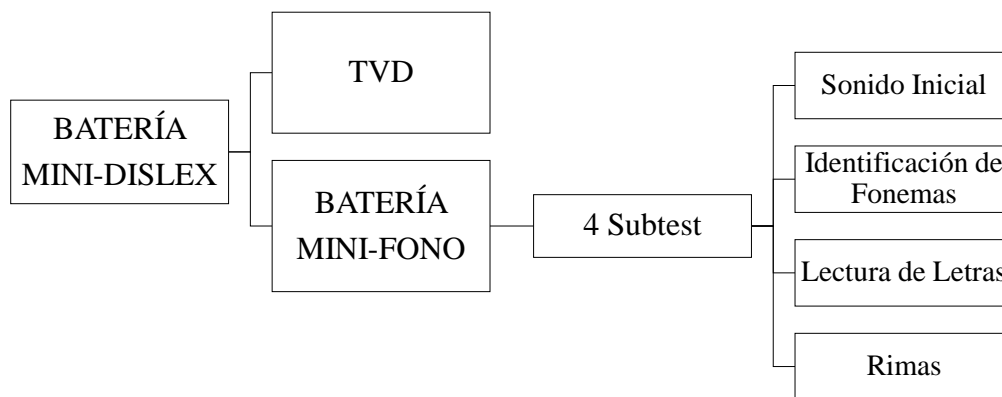 BATERÍA
MINI-DISLEX
TVD
BATERÍA
MINI-FONO
4 Subtest
Sonido Inicial
Identificación de
Fonemas
Lectura de Letras
Rimas